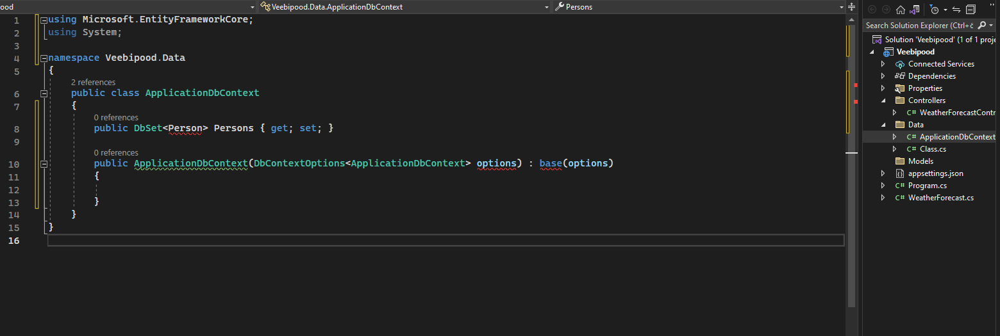 ood
Veebipood.Data.ApplicationDbContext
Persons
1 using Microsoft.EntityFrameworkCore;
2 using System;
3
4 namespace Veebipood.Data
5 {
2 references
6 public class ApplicationDbContext
7 {
0 references
8 public DbSet<Person> Persons { get; set; }
9
0 references
10 public ApplicationDbContext(DbContextOptions<ApplicationDbContext> options) : base(options)
11 {
12
13 }
14 }
15 }
16
Search Solution Explorer (Ctrl+č
Solution 'Veebipood' (1 of 1 proje
Veebipood
Connected Services
Dependencies
Properties
Controllers
C# WeatherForecastContr
Data
C# ApplicationDbContext
C# Class.cs
Models
appsettings.json
C# Program.cs
C# WeatherForecast.cs